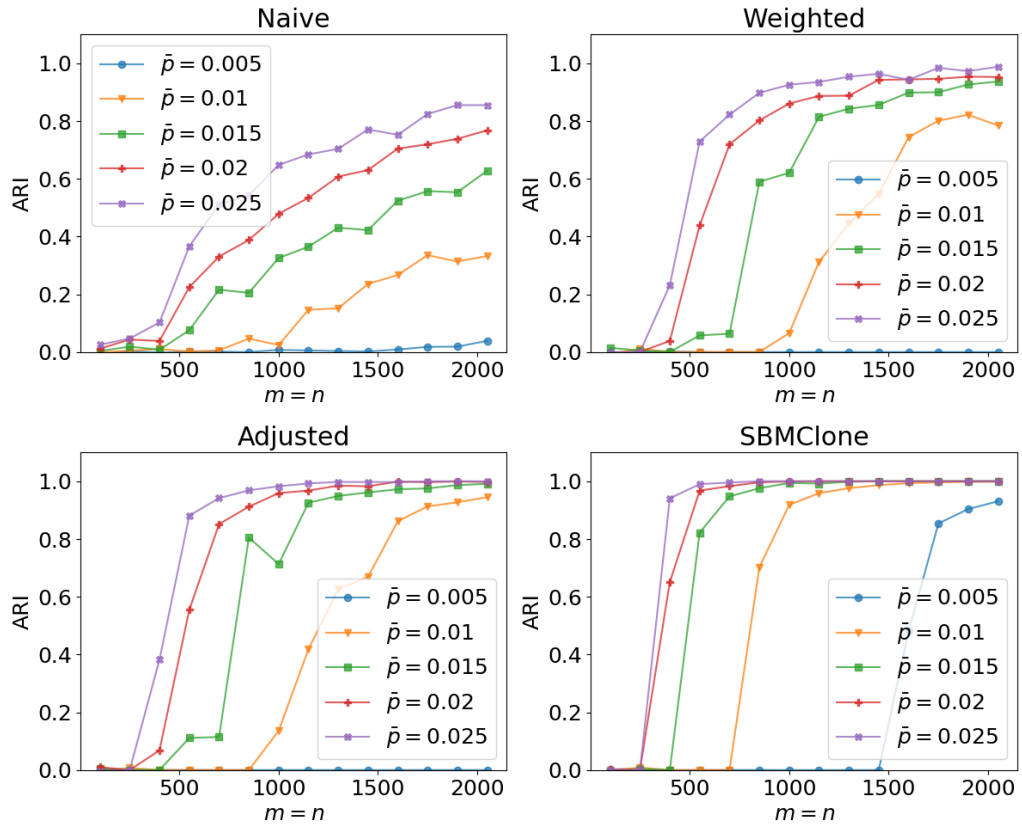 Naive
1.0
0.8
0.6
0.4
0.2
0.0
ARI
p̄ = 0.005
p̄ = 0.01
p̄ = 0.015
p̄ = 0.02
p̄ = 0.025
500 1000 1500 2000
m = n
Weighted
1.0
0.8
0.6
0.4
0.2
0.0
ARI
p̄ = 0.005
p̄ = 0.01
p̄ = 0.015
p̄ = 0.02
p̄ = 0.025
500 1000 1500 2000
m = n
Adjusted
1.0
0.8
0.6
0.4
0.2
0.0
ARI
p̄ = 0.005
p̄ = 0.01
p̄ = 0.015
p̄ = 0.02
p̄ = 0.025
500 1000 1500 2000
m = n
SBMClone
1.0
0.8
0.6
0.4
0.2
0.0
ARI
p̄ = 0.005
p̄ = 0.01
p̄ = 0.015
p̄ = 0.02
p̄ = 0.025
500 1000 1500 2000
m = n